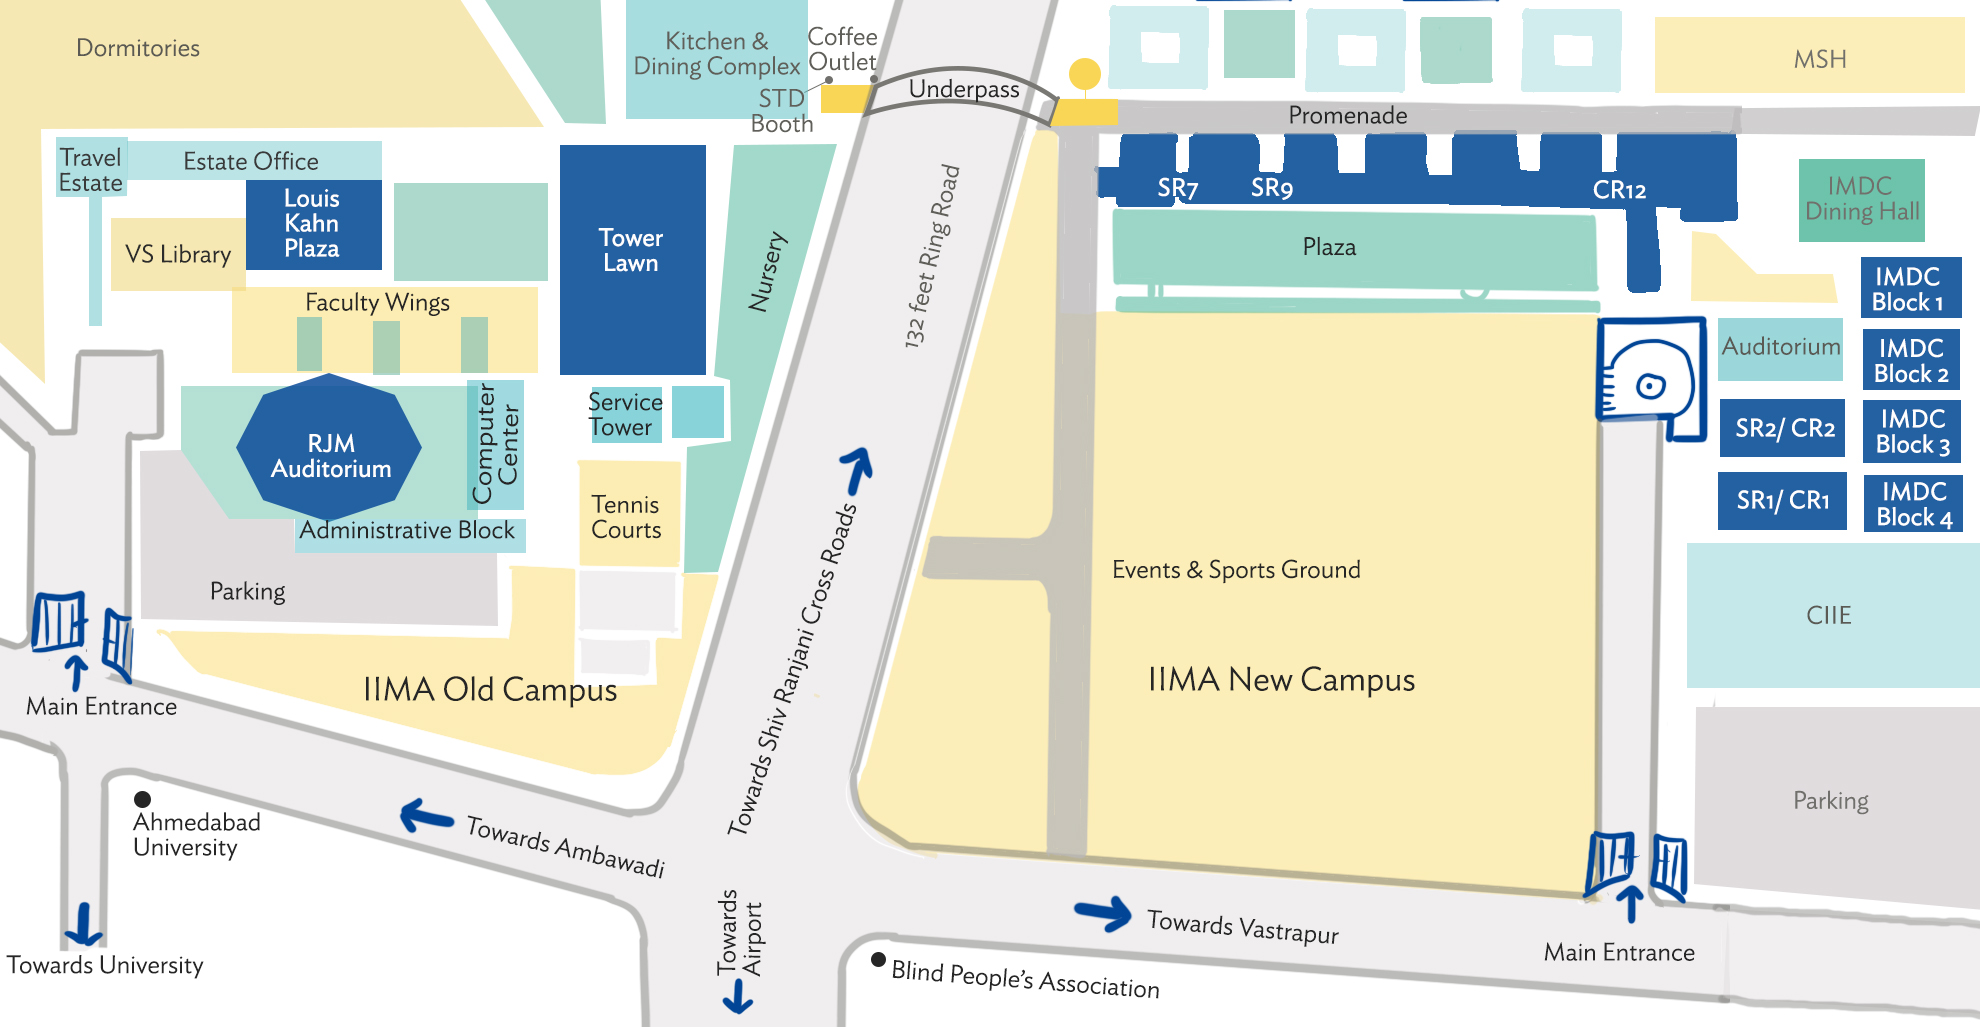 Dormitories
Kitchen &
Dining Complex
Coffee
Outlet
STD
Booth
Underpass
MSH
Promenade
Travel
Estate
Estate Office
Louis
Kahn
Plaza
VS Library
Tower
Lawn
Nursery
132 feet Ring Road
SR7
SR9
CR12
IMDC
Dining Hall
Plaza
Faculty Wings
IMDC
Block 1
Auditorium
IMDC
Block 2
Service
Tower
Computer
Center
RJM
Auditorium
SR2/ CR2
IMDC
Block 3
Tennis
Courts
SR1/ CR1
IMDC
Block 4
Administrative Block
Parking
Events & Sports Ground
CIIE
IIMA Old Campus
IIMA New Campus
Main Entrance
Towards Shiv Ranjani Cross Roads
Parking
Ahmedabad
University
Towards Ambawadi
Towards
Airport
Towards Vastrapur
Main Entrance
Towards University
Blind People's Association